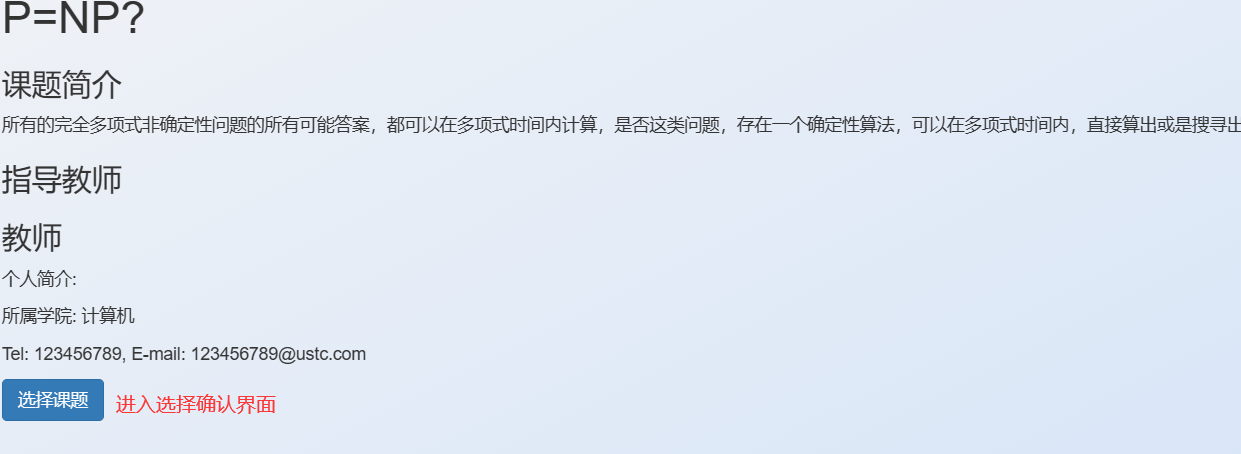 P=NP?
课题简介
所有的完全多项式非确定性问题的所有可能答案，都可以在多项式时间内计算，是否这类问题，存在一个确定性算法，可以在多项式时间内，直接算出或是搜寻出
指导教师
教师
个人简介:
所属学院: 计算机
Tel: 123456789, E-mail: 123456789@ustc.com
选择课题 进入选择确认界面